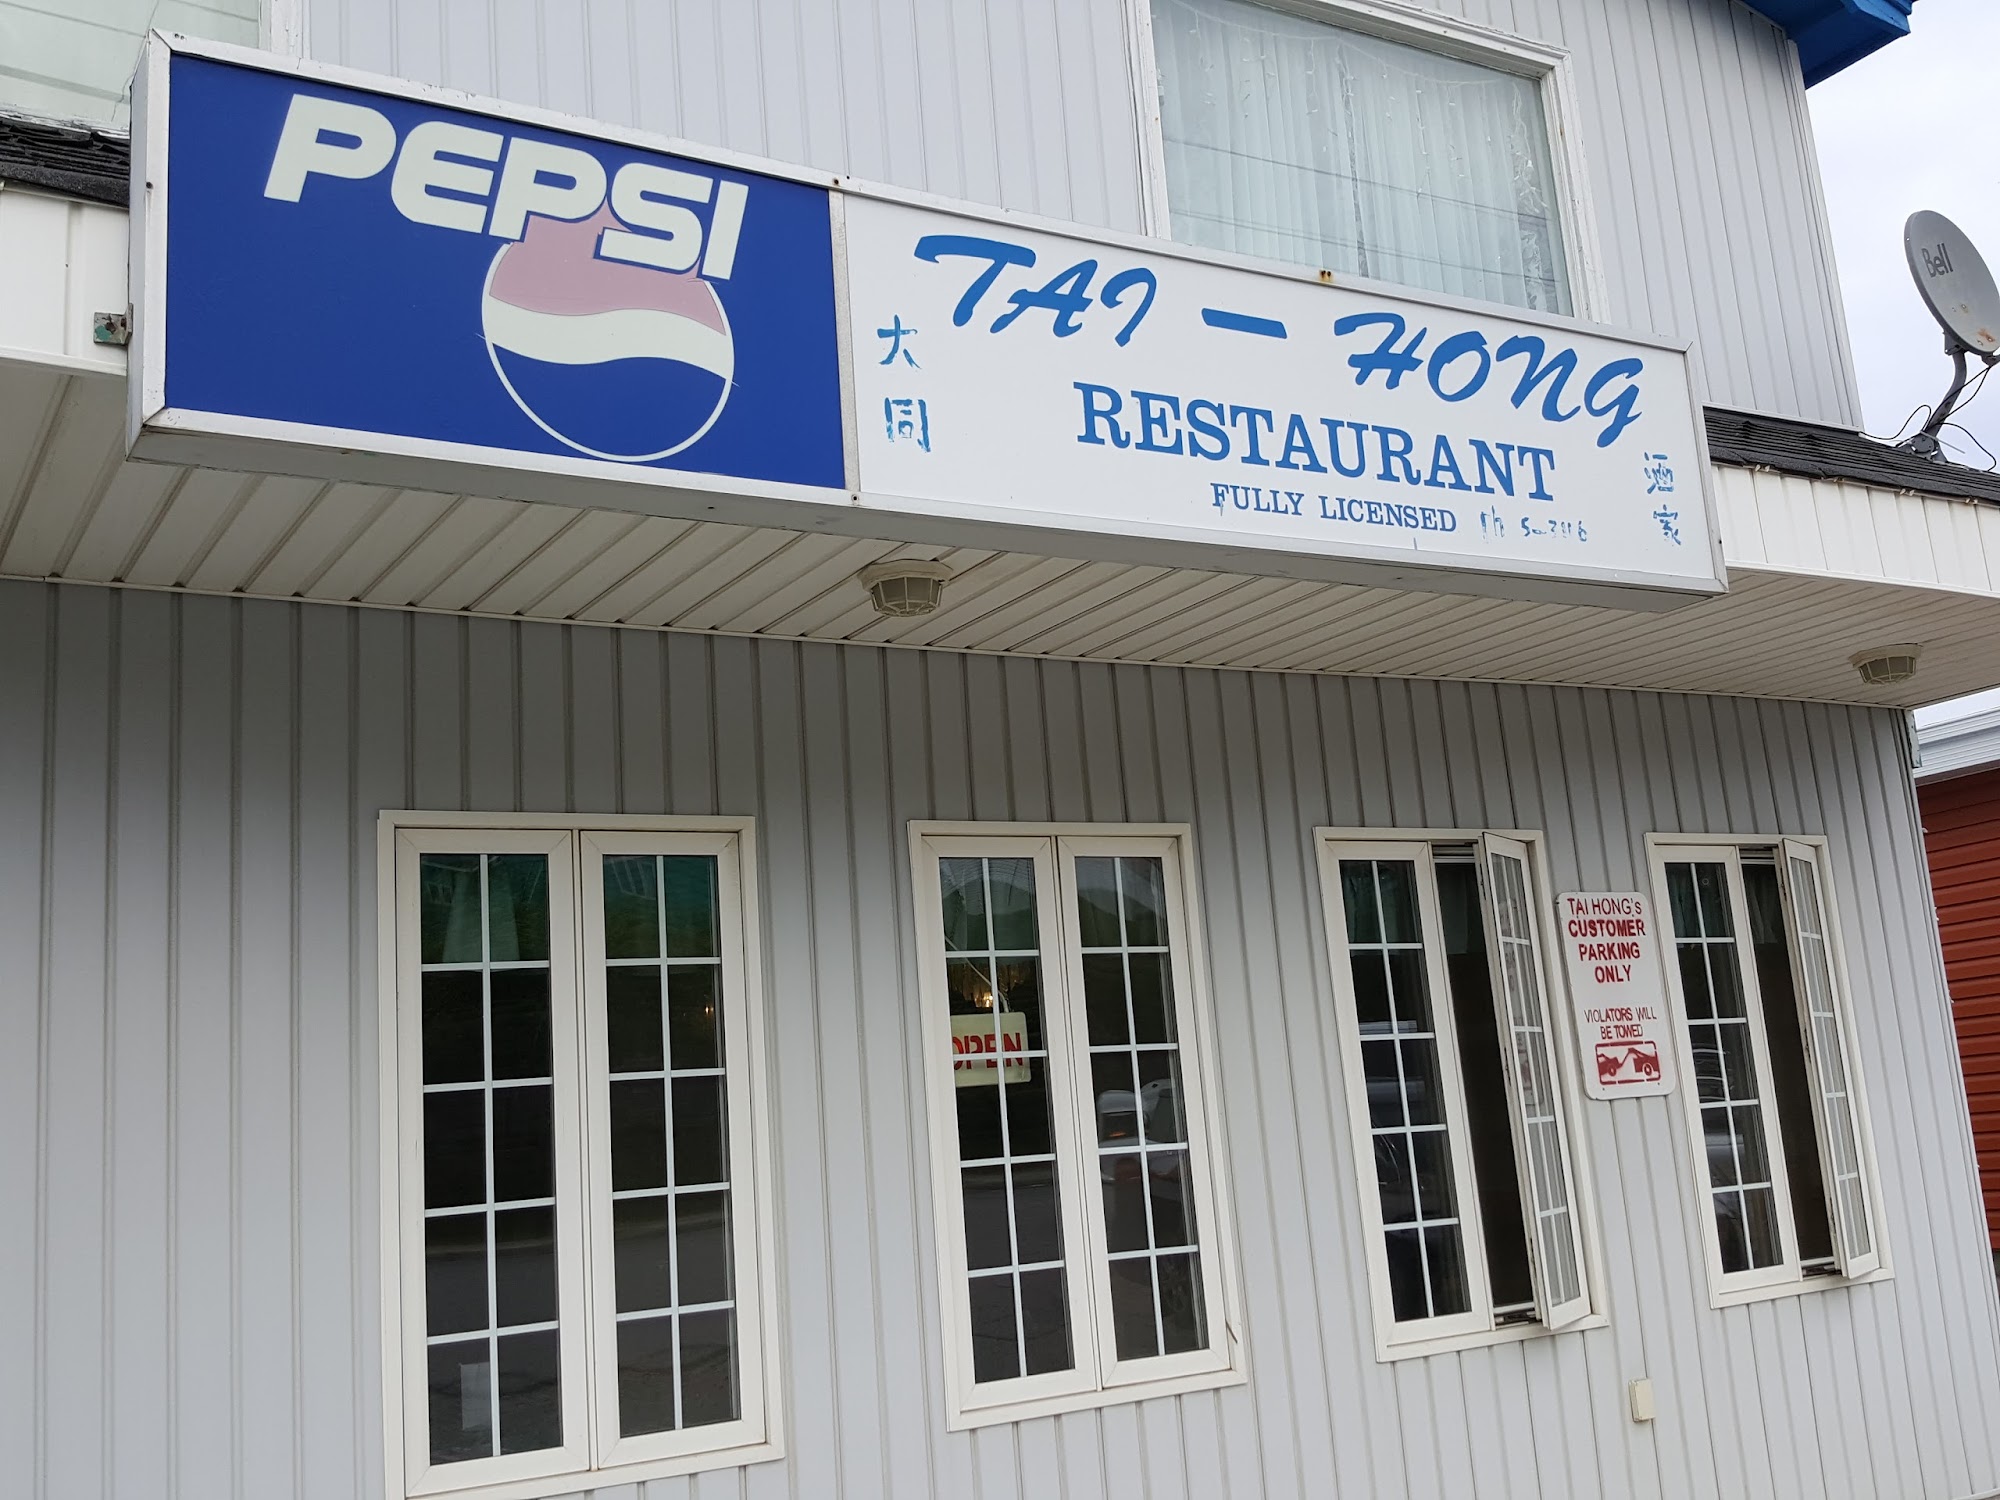 PEPSI
TAI - HONG
大同
RESTAURANT
酒家
FULLY LICENSED
Bell
OPEN
TAI HONG's
CUSTOMER
PARKING
ONLY
VIOLATORS WILL
BE TOWED